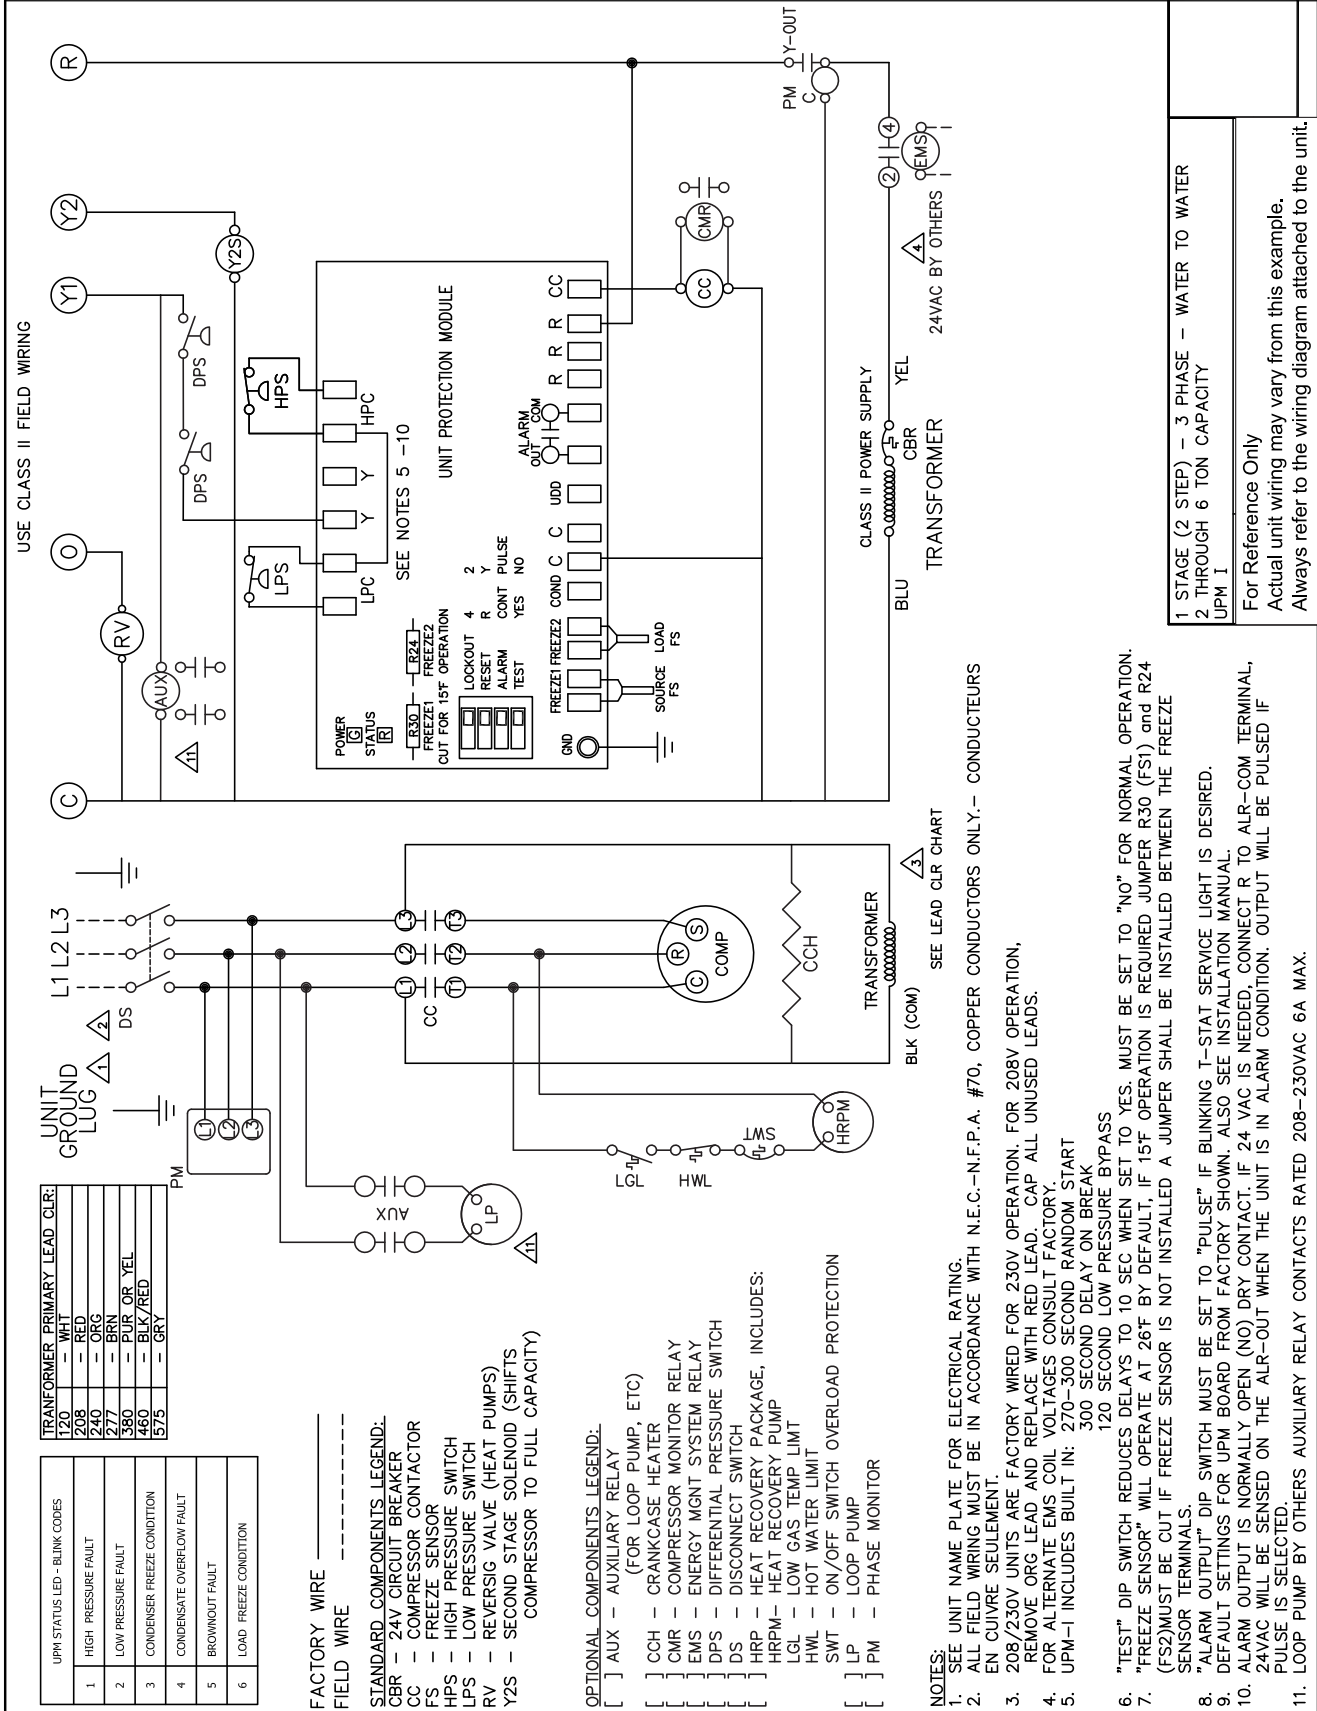 USE CLASS II FIELD WIRING
UNIT
GROUND
LUG
1
2
DS
L1 L2 L3
C
O
Y1
Y2
R
RV
AUX
11
DPS
DPS
Y2S
PM
L1
L2
L3
LPS
HPS
LPC
Y
Y
HPC
SEE NOTES 5 -10
UNIT PROTECTION MODULE
POWER
G
STATUS
R
R30
FREEZE1
R24
FREEZE2
CUT FOR 15°F OPERATION
LOCKOUT 4 2
RESET R Y
ALARM CONT PULSE
TEST YES NO
ALARM
OUT COM
GND
FREEZE1
FREEZE2
COND
C
C
UDD
R
R
R
CC
SOURCE
FS
LOAD
FS
CC
L1
L2
L3
T1
T2
T3
AUX
LP
11
C
R
S
COMP
CCH
LGL
HWL
SWT
HRPM
CC
CMR
PM
C
Y-OUT
TRANSFORMER
BLK (COM)
3
SEE LEAD CLR CHART
CLASS II POWER SUPPLY
BLU
CBR
YEL
TRANSFORMER
2
4
EMS
4
24VAC BY OTHERS
TRANFORMER PRIMARY LEAD CLR:
120 – WHT
208 – RED
240 – ORG
277 – BRN
380 – PUR OR YEL
460 – BLK/RED
575 – GRY
UPM STATUS LED - BLINK CODES
1 HIGH PRESSURE FAULT
2 LOW PRESSURE FAULT
3 CONDENSER FREEZE CONDITION
4 CONDENSATE OVERFLOW FAULT
5 BROWNOUT FAULT
6 LOAD FREEZE CONDITION
FACTORY WIRE
FIELD WIRE
STANDARD COMPONENTS LEGEND:
CBR – 24V CIRCUIT BREAKER
CC – COMPRESSOR CONTACTOR
FS – FREEZE SENSOR
HPS – HIGH PRESSURE SWITCH
LPS – LOW PRESSURE SWITCH
RV – REVERSIG VALVE (HEAT PUMPS)
Y2S – SECOND STAGE SOLENOID (SHIFTS
COMPRESSOR TO FULL CAPACITY)
OPTIONAL COMPONENTS LEGEND:
[ ] AUX – AUXILIARY RELAY
(FOR LOOP PUMP, ETC)
[ ] CCH – CRANKCASE HEATER
[ ] CMR – COMPRESSOR MONITOR RELAY
[ ] EMS – ENERGY MGNT SYSTEM RELAY
[ ] DPS – DIFFERENTIAL PRESSURE SWITCH
[ ] DS – DISCONNECT SWITCH
[ ] HRP – HEAT RECOVERY PACKAGE, INCLUDES:
HRPM– HEAT RECOVERY PUMP
LGL – LOW GAS TEMP LIMT
HWL – HOT WATER LIMIT
SWT – ON/OFF SWITCH OVERLOAD PROTECTION
[ ] LP – LOOP PUMP
[ ] PM – PHASE MONITOR
NOTES:
1. SEE UNIT NAME PLATE FOR ELECTRICAL RATING.
2. ALL FIELD WIRING MUST BE IN ACCORDANCE WITH N.E.C.–N.F.P.A. #70, COPPER CONDUCTORS ONLY.– CONDUCTEURS
EN CUIVRE SEULEMENT.
3. 208/230V UNITS ARE FACTORY WIRED FOR 230V OPERATION. FOR 208V OPERATION,
REMOVE ORG LEAD AND REPLACE WITH RED LEAD. CAP ALL UNUSED LEADS.
4. FOR ALTERNATE EMS COIL VOLTAGES CONSULT FACTORY.
5. UPM–I INCLUDES BUILT IN: 270–300 SECOND RANDOM START
300 SECOND DELAY ON BREAK
120 SECOND LOW PRESSURE BYPASS
6. "TEST" DIP SWITCH REDUCES DELAYS TO 10 SEC WHEN SET TO YES. MUST BE SET TO "NO" FOR NORMAL OPERATION.
7. "FREEZE SENSOR" WILL OPERATE AT 26°F BY DEFAULT, IF 15°F OPERATION IS REQUIRED JUMPER R30 (FS1) and R24
(FS2)MUST BE CUT IF FREEZE SENSOR IS NOT INSTALLED A JUMPER SHALL BE INSTALLED BETWEEN THE FREEZE
SENSOR TERMINALS.
8. "ALARM OUTPUT" DIP SWITCH MUST BE SET TO "PULSE" IF BLINKING T–STAT SERVICE LIGHT IS DESIRED.
9. DEFAULT SETTINGS FOR UPM BOARD FROM FACTORY SHOWN. ALSO SEE INSTALLATION MANUAL.
10. ALARM OUTPUT IS NORMALLY OPEN (NO) DRY CONTACT. IF 24 VAC IS NEEDED, CONNECT R TO ALR–COM TERMINAL,
24VAC WILL BE SENSED ON THE ALR–OUT WHEN THE UNIT IS IN ALARM CONDITION. OUTPUT WILL BE PULSED IF
PULSE IS SELECTED.
11. LOOP PUMP BY OTHERS AUXILIARY RELAY CONTACTS RATED 208–230VAC 6A MAX.
1 STAGE (2 STEP) – 3 PHASE – WATER TO WATER
2 THROUGH 6 TON CAPACITY
UPM I
For Reference Only
Actual unit wiring may vary from this example.
Always refer to the wiring diagram attached to the unit.